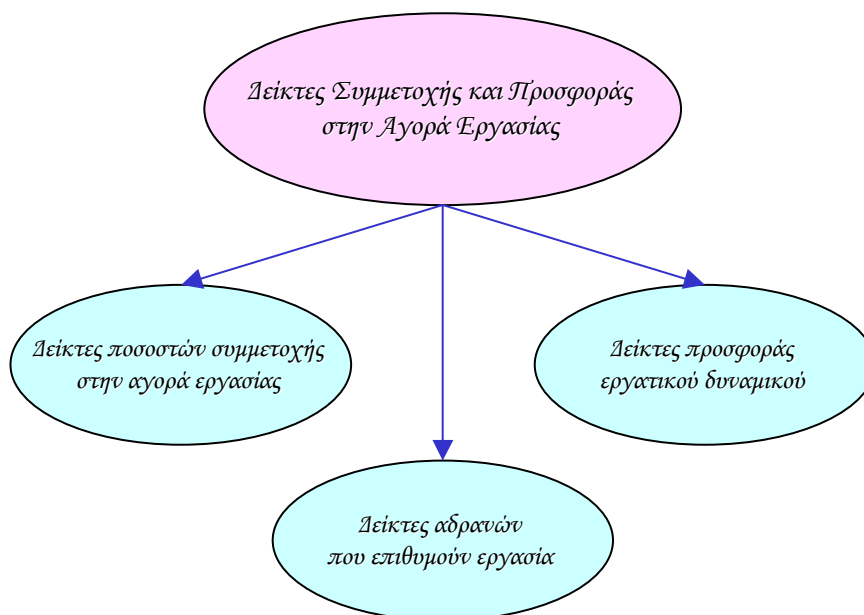 Δείκτες Συμμετοχής και Προσφοράς
στην Αγορά Εργασίας
Δείκτες ποσοστών συμμετοχής
στην αγορά εργασίας
Δείκτες προσφοράς
εργατικού δυναμικού
Δείκτες αδρανών
που επιθυμούν εργασία